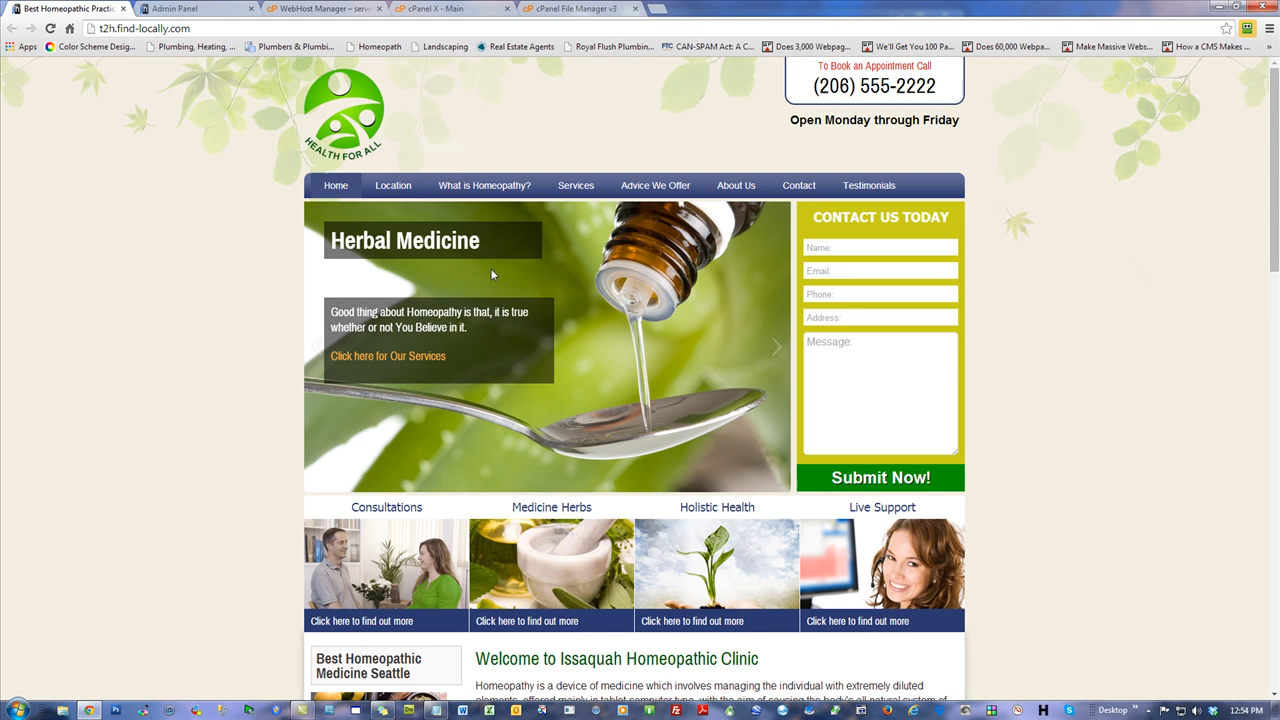 Best Homeopathic Practic
Admin Panel
WebHost Manager – serve
cPanel X - Main
cPanel File Manager v3
t2h.find-locally.com
Apps
Color Scheme Desig...
Plumbing, Heating, ...
Plumbers & Plumbi...
Homeopath
Landscaping
Real Estate Agents
Royal Flush Plumbin...
FTC CAN-SPAM Act: A C...
Does 3,000 Webpag...
We'll Get You 100 Pa...
Does 60,000 Webpa...
Make Massive Webs...
How a CMS Makes ...
To Book an Appointment Call
(206) 555-2222
Open Monday through Friday
HEALTH FOR ALL
Home
Location
What is Homeopathy?
Services
Advice We Offer
About Us
Contact
Testimonials
Herbal Medicine
Good thing about Homeopathy is that, it is true
whether or not You Believe in it.
Click here for Our Services
CONTACT US TODAY
Name:
Email:
Phone:
Address:
Message:
Submit Now!
Consultations
Medicine Herbs
Holistic Health
Live Support
Click here to find out more
Click here to find out more
Click here to find out more
Click here to find out more
Best Homeopathic
Medicine Seattle
Welcome to Issaquah Homeopathic Clinic
Homeopathy is a device of medicine which involves managing the individual with extremely diluted
Desktop
12:54 PM